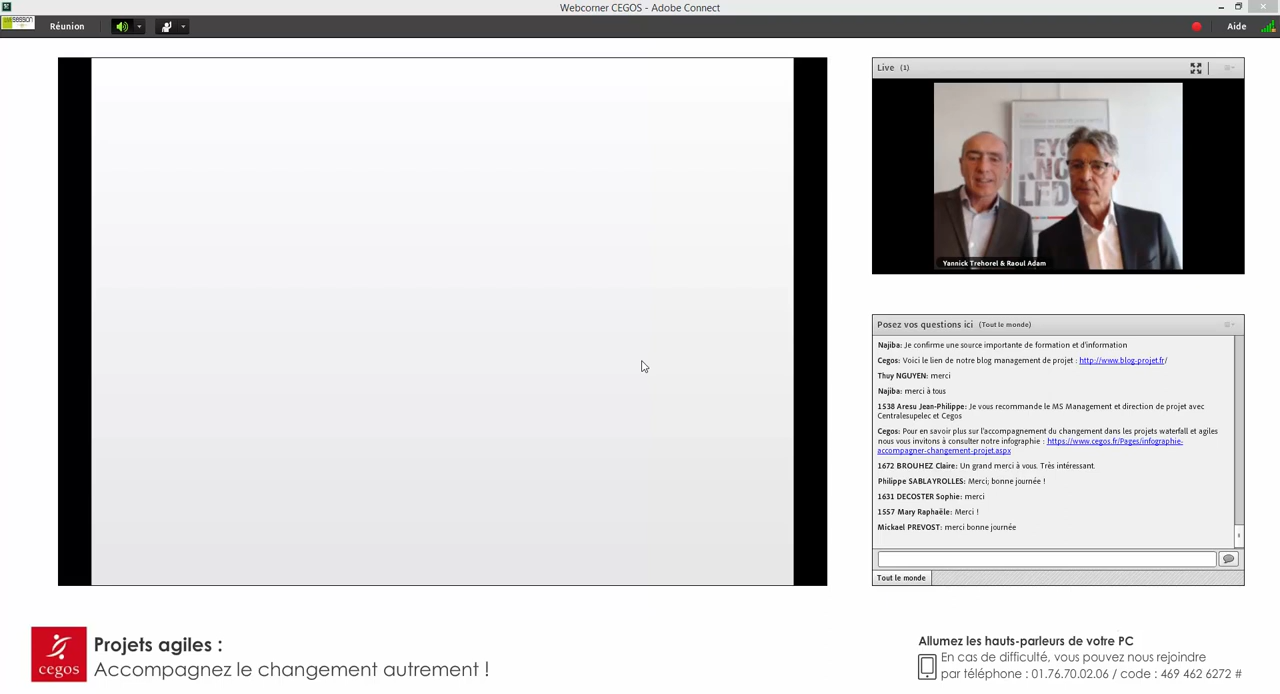 Webcorner CEGOS - Adobe Connect
Réunion
Aide
Live (1)
Yannick Trehorel & Raoul Adam
Posez vos questions ici (Tout le monde)
Najiba: Je confirme une source importante de formation et d'information
Cegos: Voici le lien de notre blog management de projet : http://www.blog-projet.fr/
Thuy NGUYEN: merci
Najiba: merci à tous
1538 Aresu Jean-Philippe: Je vous recommande le MS Management et direction de projet avec
Centralesupelec et Cegos
Cegos: Pour en savoir plus sur l'accompagnement du changement dans les projets waterfall et agiles
nous vous invitons à consulter notre infographie : https://www.cegos.fr/Pages/infographie-
accompagner-changement-projet.aspx
1672 BROUHEZ Claire: Un grand merci à vous. Très intéressant.
Philippe SABLAYROLLES: Merci; bonne journée !
1631 DECOSTER Sophie: merci
1557 Mary Raphaële: Merci !
Mickael PREVOST: merci bonne journée
Tout le monde
cegos
Projets agiles :
Accompagnez le changement autrement !
Allumez les hauts-parleurs de votre PC
En cas de difficulté, vous pouvez nous rejoindre
par téléphone : 01.76.70.02.06 / code : 469 462 6272 #